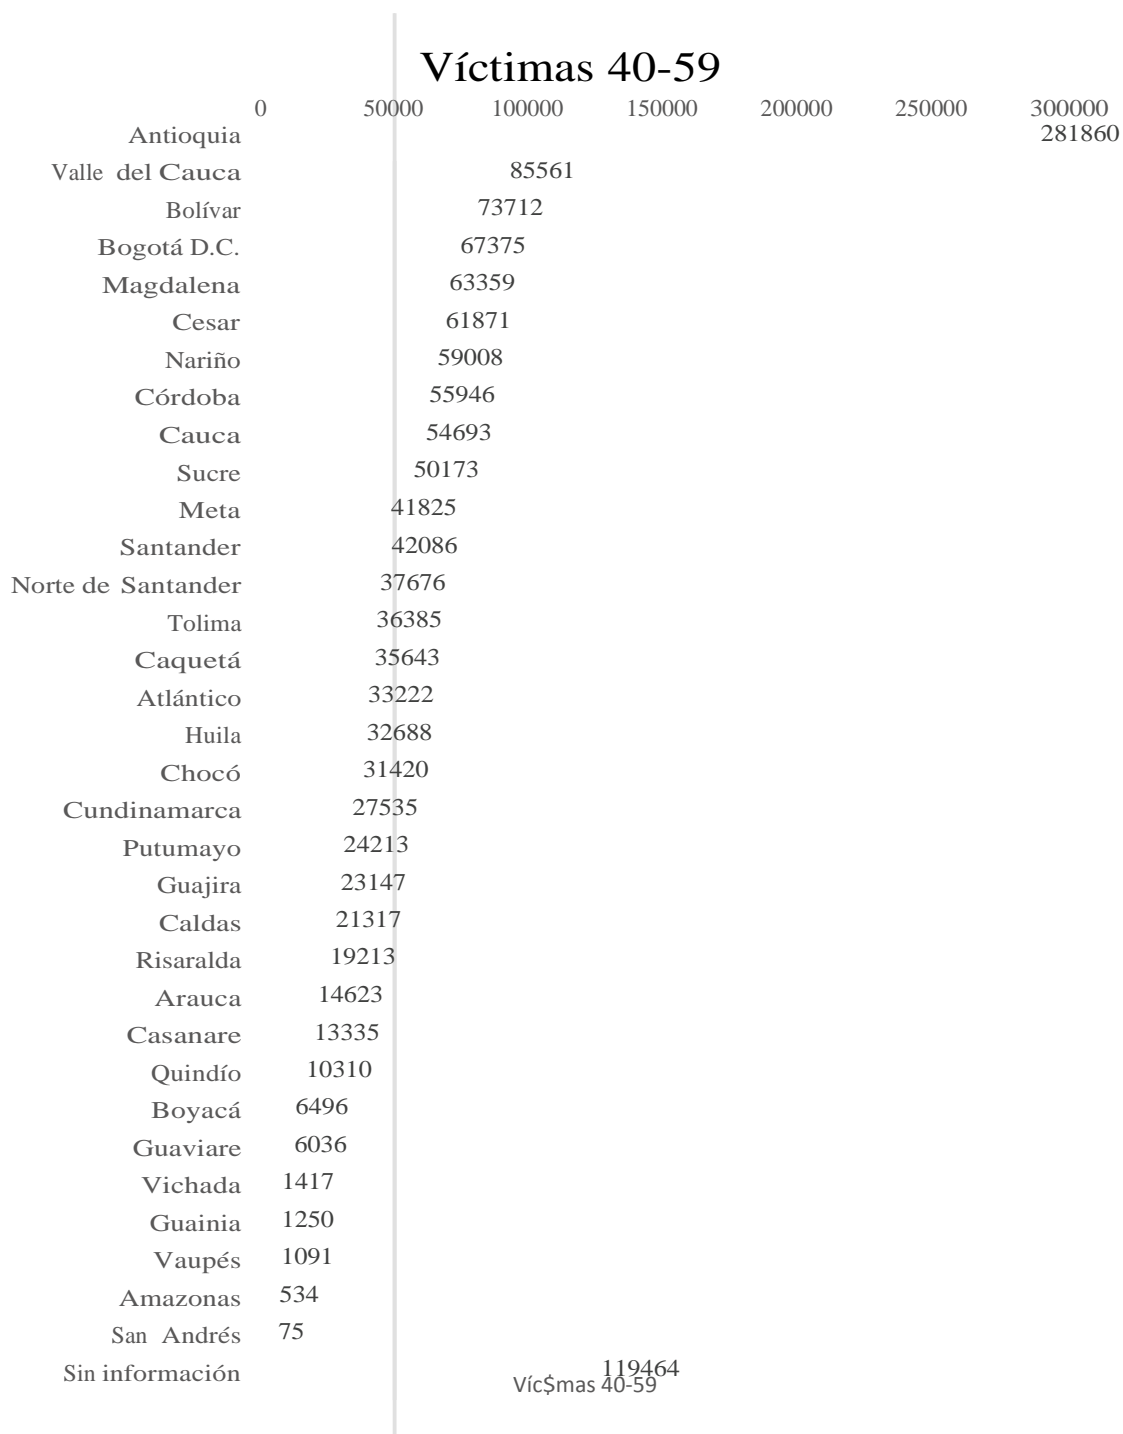 Víctimas 40-59
0 50000 100000 150000 200000 250000 300000
Antioquia 281860
Valle del Cauca 85561
Bolívar 73712
Bogotá D.C. 67375
Magdalena 63359
Cesar 61871
Nariño 59008
Córdoba 55946
Cauca 54693
Sucre 50173
Meta 41825
Santander 42086
Norte de Santander 37676
Tolima 36385
Caquetá 35643
Atlántico 33222
Huila 32688
Chocó 31420
Cundinamarca 27535
Putumayo 24213
Guajira 23147
Caldas 21317
Risaralda 19213
Arauca 14623
Casanare 13335
Quindío 10310
Boyacá 6496
Guaviare 6036
Vichada 1417
Guainia 1250
Vaupés 1091
Amazonas 534
San Andrés 75
Sin información 119464
Víc$mas 40-59